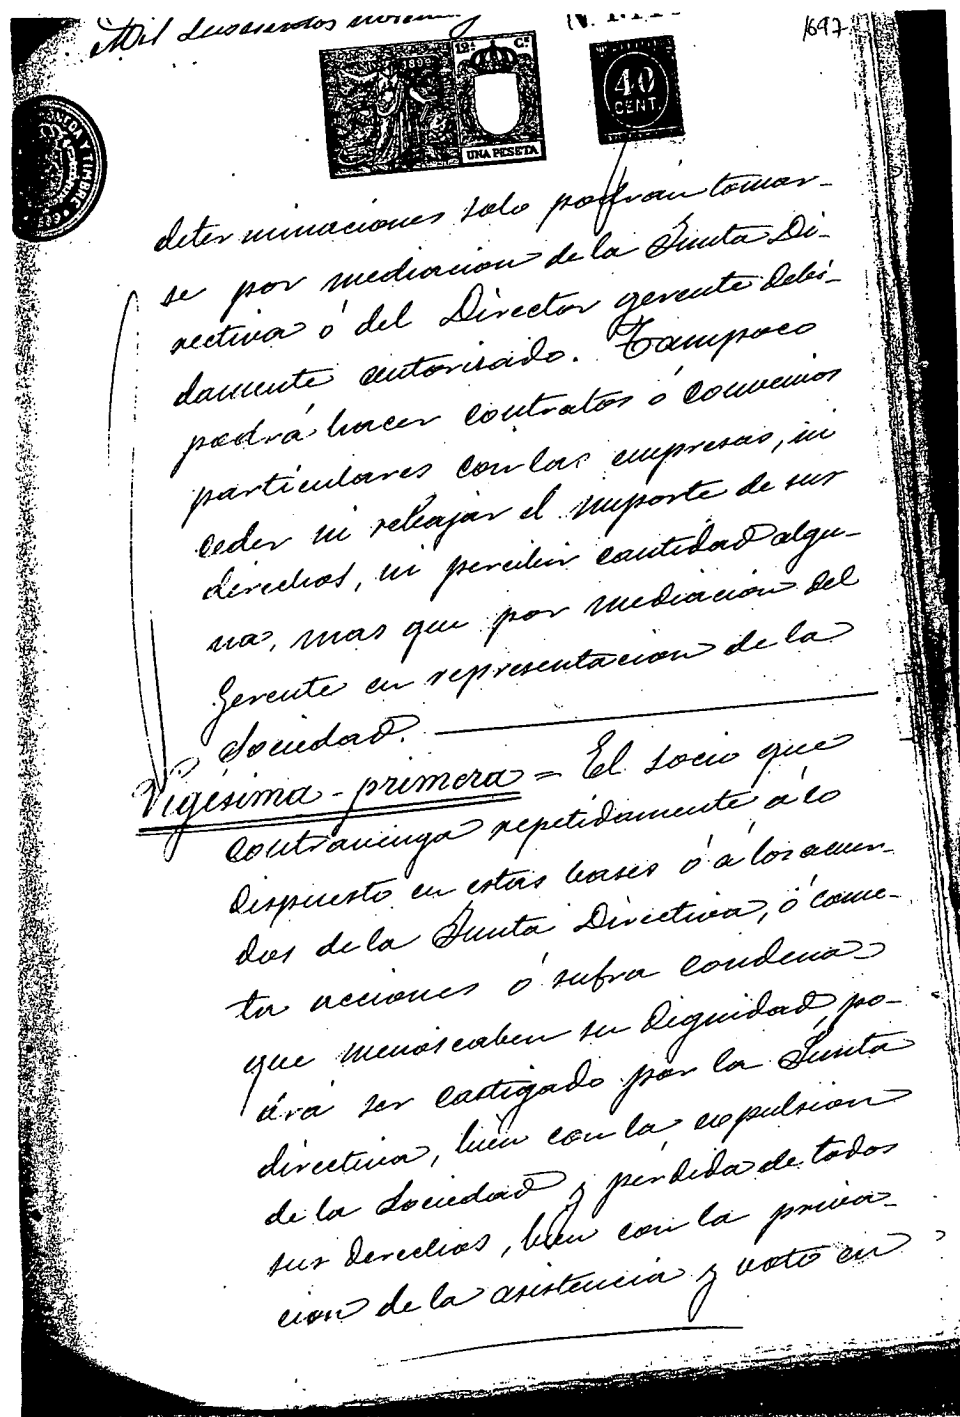 Mil doscientos noventa
1697
1899
12ª Cª
UNA PESETA
40
CENT.
determinaciones solo podrán tomar-
se por mediacion de la Junta Di-
rectiva ó del Director gerente debi-
damente autorisado. Tampoco
podrá hacer contratos ó convenios
particulares con las empresas, ni
ceder ni rebajar el importe de sus
derechos, ni percibir cantidad algu-
na, mas que por mediacion del
Gerente en representacion de la
Sociedad.
Vigésima-primera = El socio que
contravenga repetidamente á lo
dispuesto en estas bases ó á los acuer-
dos de la Junta Directiva, ó come-
ta acciones ó sufra condena
que menoscaben su dignidad, po-
drá ser castigado por la Junta
directiva, bien con la expulsion
de la Sociedad y pérdida de todos
sus derechos, bien con la priva-
cion de la asistencia y voto en